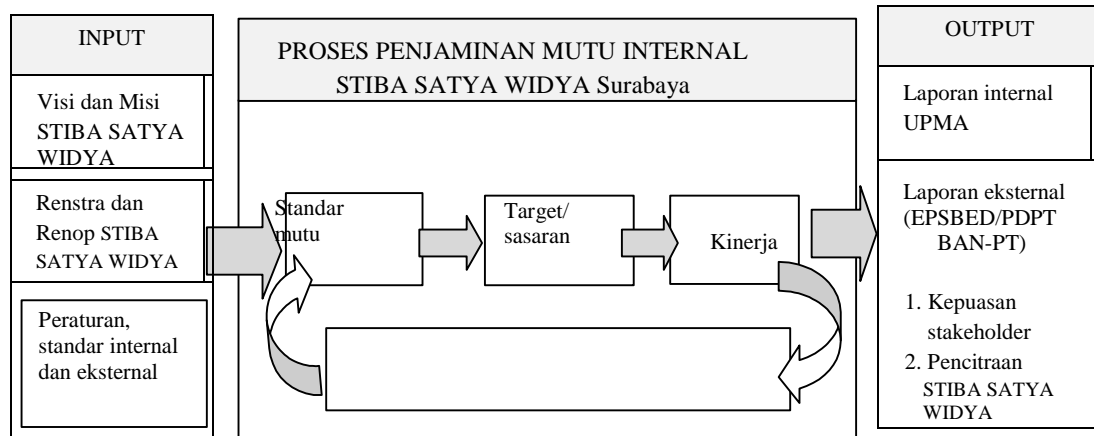 INPUT
Visi dan Misi
STIBA SATYA
WIDYA
Renstra dan
Renop STIBA
SATYA WIDYA
Peraturan,
standar internal
dan eksternal
PROSES PENJAMINAN MUTU INTERNAL
STIBA SATYA WIDYA Surabaya
Standar
mutu
Target/
sasaran
Kinerja
OUTPUT
Laporan internal
UPMA
Laporan eksternal
(EPSBED/PDPT
BAN-PT)
1. Kepuasan
stakeholder
2. Pencitraan
STIBA SATYA
WIDYA